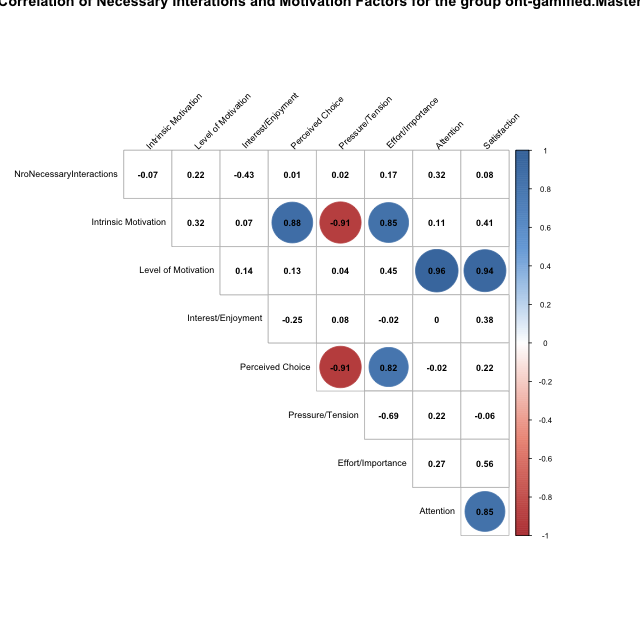 Correlation of Necessary Interations and Motivation Factors for the group ont-gamified.Master
Intrinsic Motivation
Level of Motivation
Interest/Enjoyment
Perceived Choice
Pressure/Tension
Effort/Importance
Attention
Satisfaction
NroNecessaryInteractions -0.07 0.22 -0.43 0.01 0.02 0.17 0.32 0.08
Intrinsic Motivation 0.32 0.07 0.88 -0.91 0.85 0.11 0.41
Level of Motivation 0.14 0.13 0.04 0.45 0.96 0.94
Interest/Enjoyment -0.25 0.08 -0.02 0 0.38
Perceived Choice -0.91 0.82 -0.02 0.22
Pressure/Tension -0.69 0.22 -0.06
Effort/Importance 0.27 0.56
Attention 0.85
1
0.8
0.6
0.4
0.2
0
-0.2
-0.4
-0.6
-0.8
-1